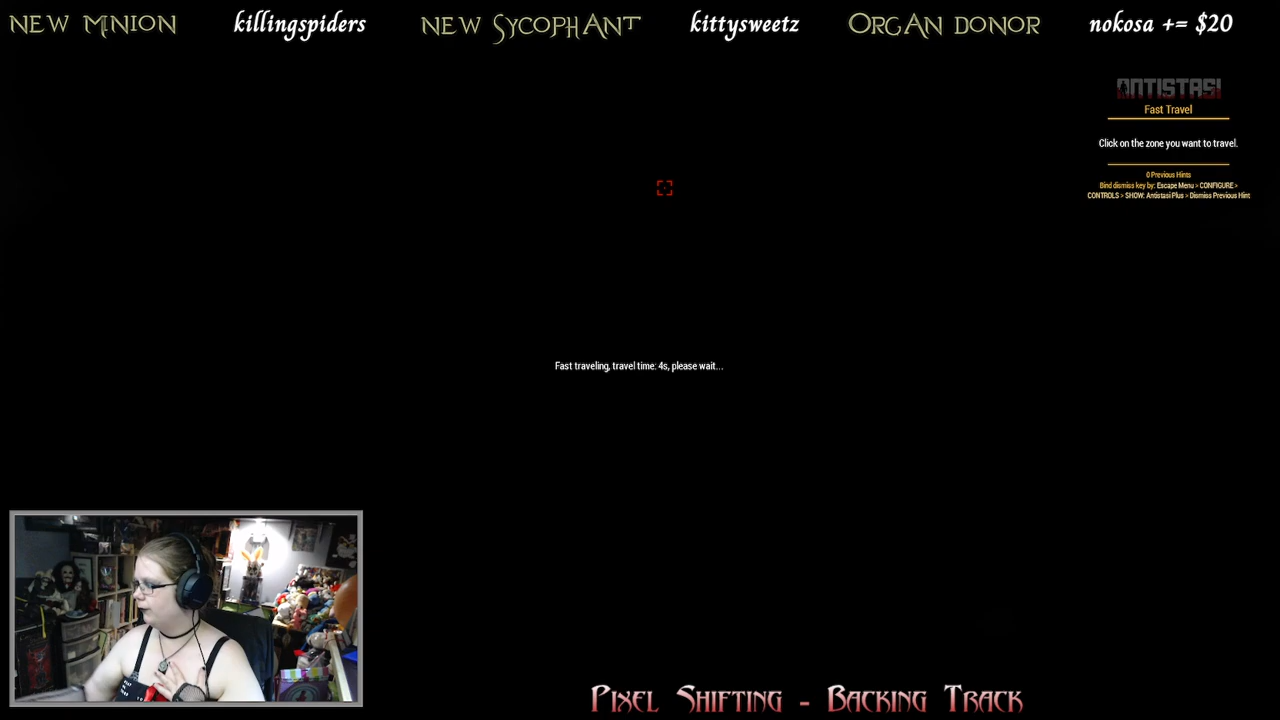 NEW MINION killingspiders NEW SYCOPHANT kittysweetz ORGAN DONOR nokosa += $20
ANTISTASI
Fast Travel
Click on the zone you want to travel.
0 Previous Hints
Bind dismiss key by: Escape Menu > CONFIGURE >
CONTROLS > SHOW: Antistasi Plus > Dismiss Previous Hint
Fast traveling, travel time: 4s, please wait...
PIXEL SHIFTING - BACKING TRACK